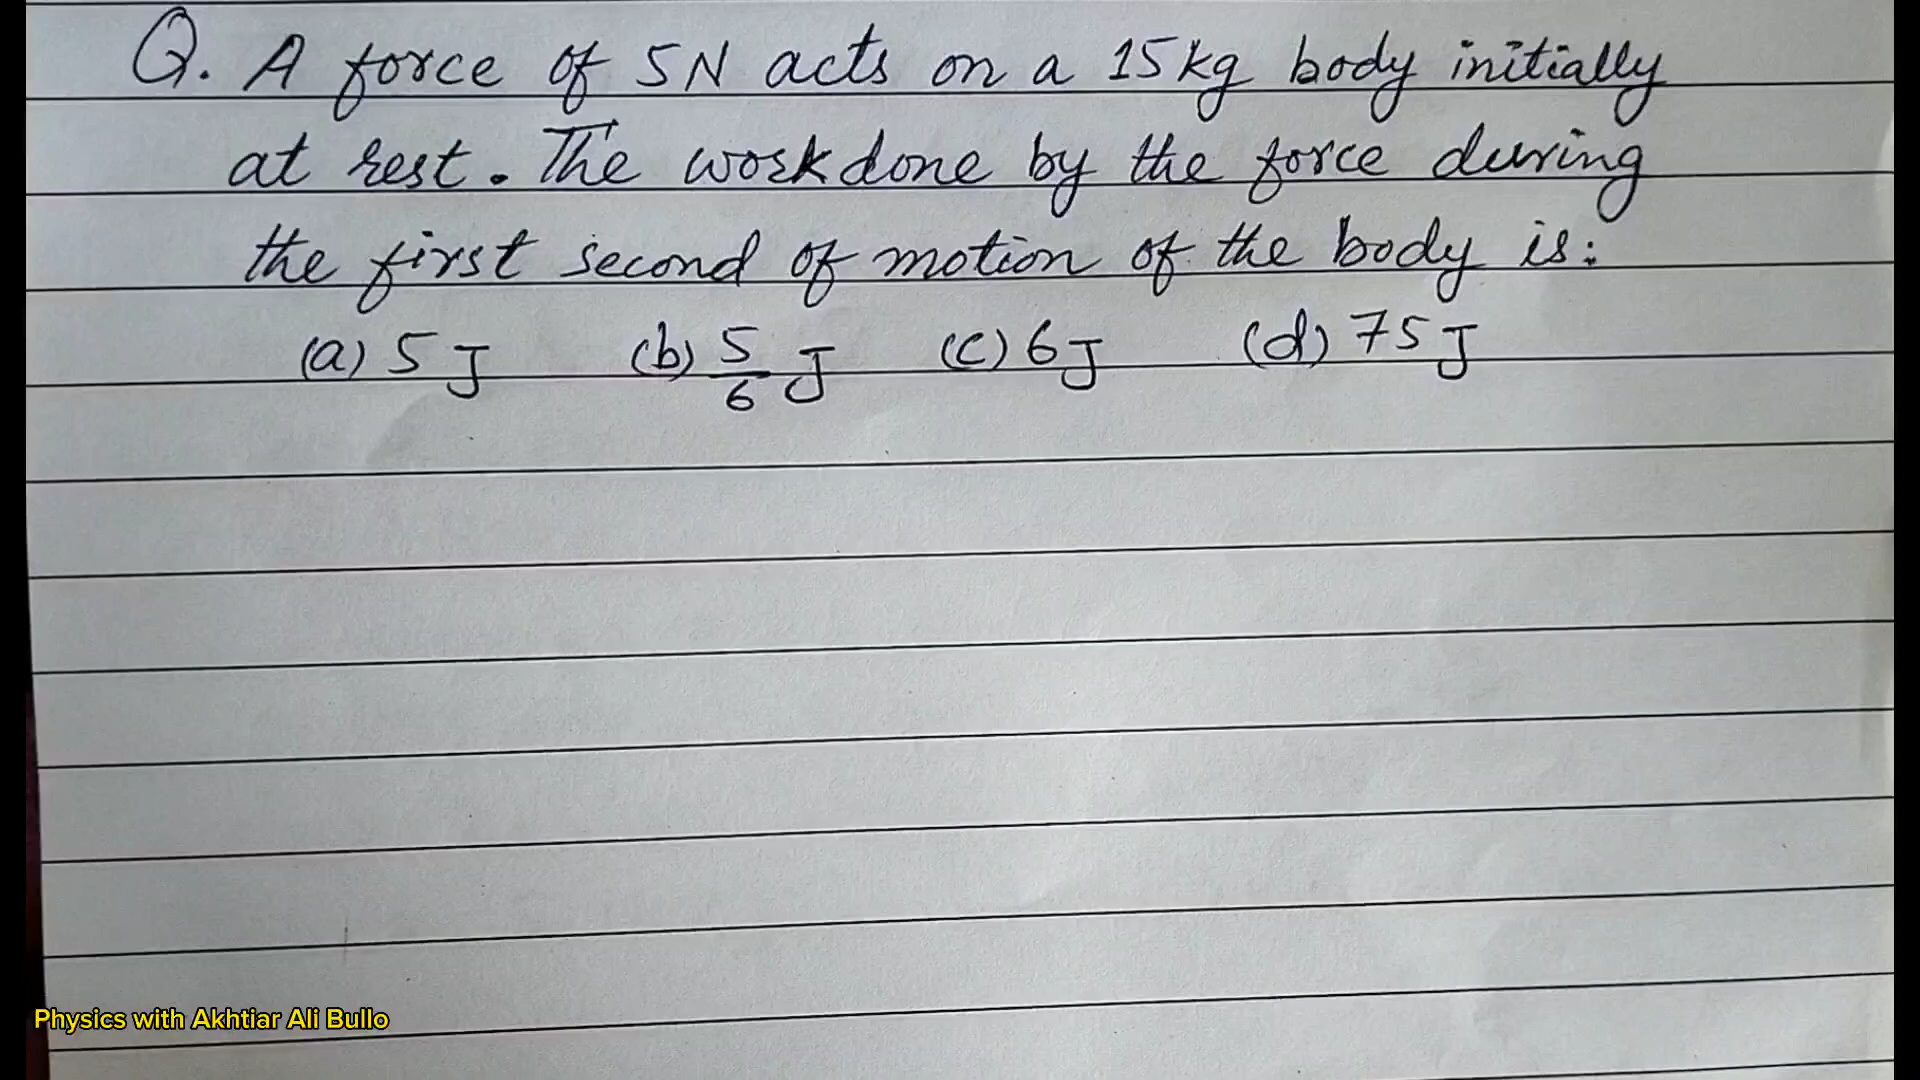 Q. A force of 5N acts on a 15kg body initially
at rest. The work done by the force during
the first second of motion of the body is:
(a) 5 J (b) 5/6 J (c) 6 J (d) 75 J
Physics with Akhtiar Ali Bullo